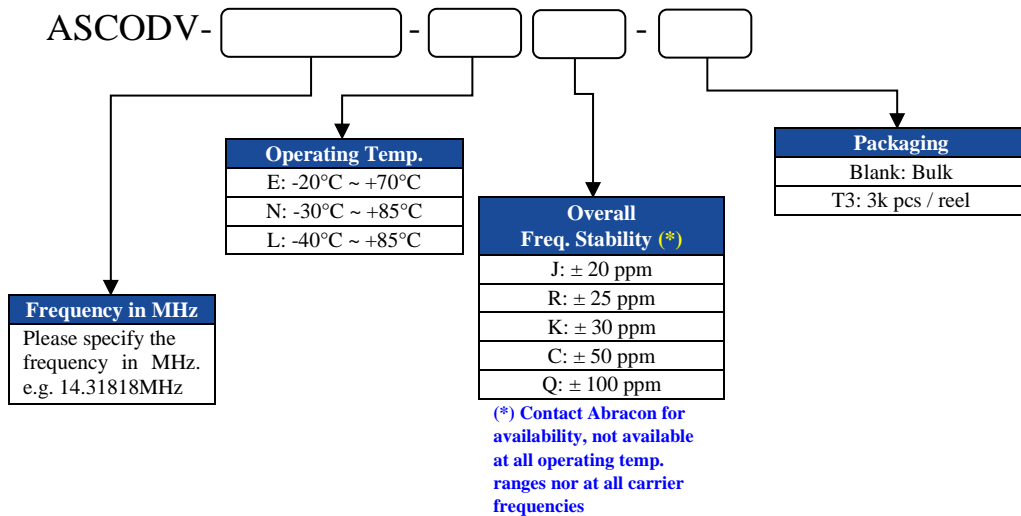 ASCODV- - -
Operating Temp.
E: -20°C ~ +70°C
N: -30°C ~ +85°C
L: -40°C ~ +85°C
Packaging
Blank: Bulk
T3: 3k pcs / reel
Overall
Freq. Stability (*)
J: ± 20 ppm
R: ± 25 ppm
K: ± 30 ppm
C: ± 50 ppm
Q: ± 100 ppm
Frequency in MHz
Please specify the
frequency in MHz.
e.g. 14.31818MHz
(*) Contact Abracon for
availability, not available
at all operating temp.
ranges nor at all carrier
frequencies